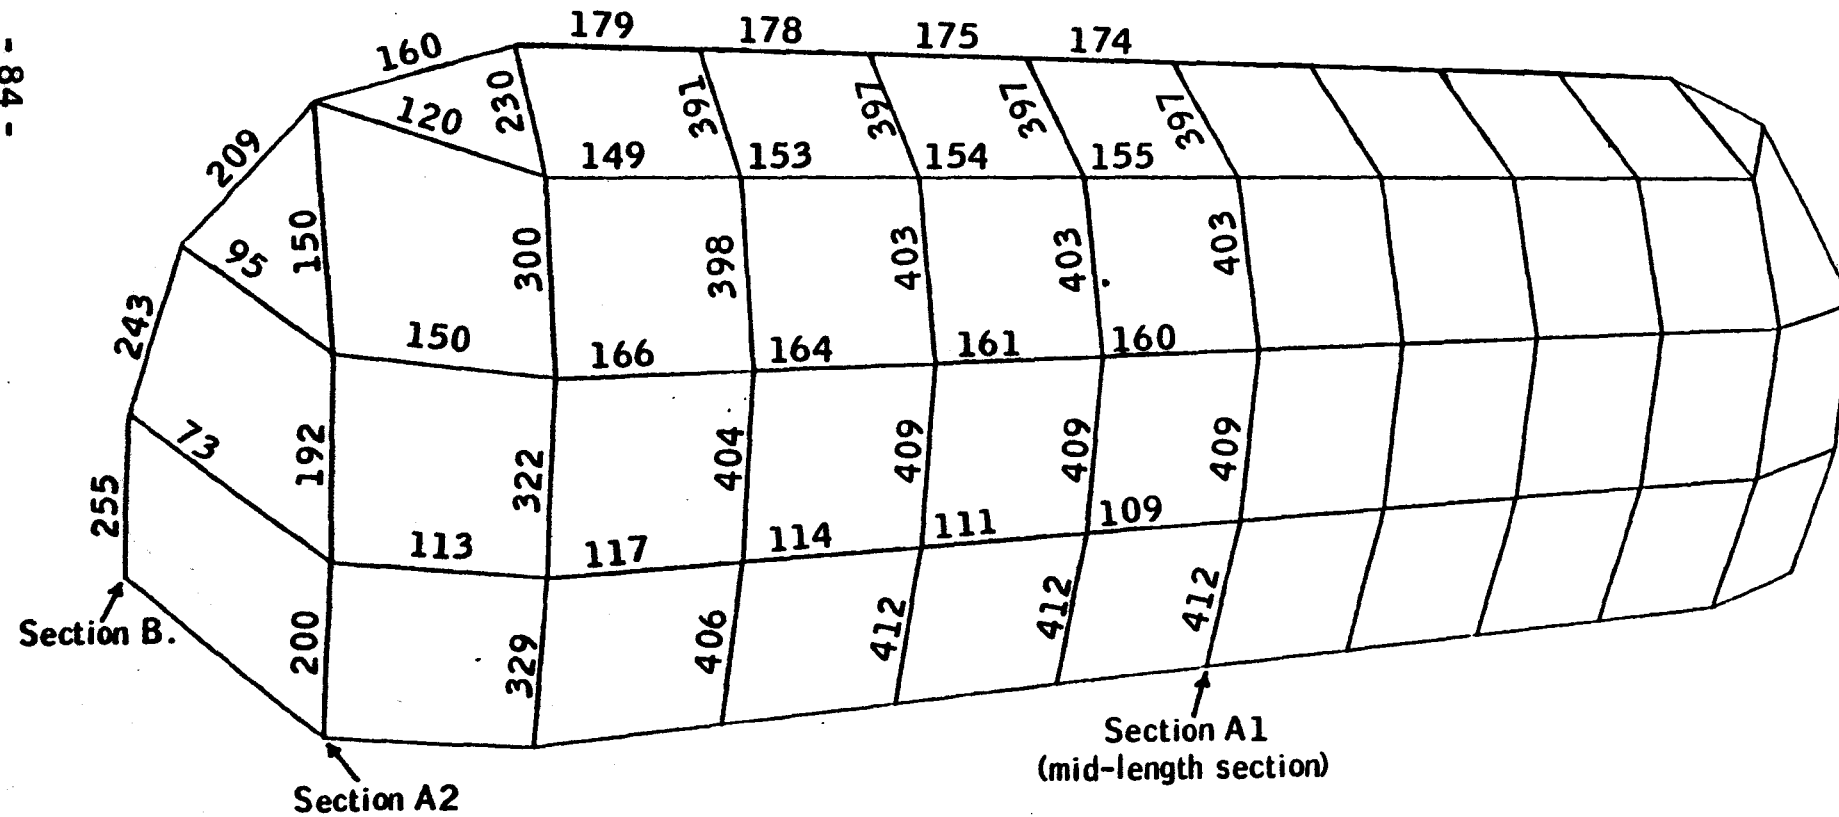 - 84 -
179 178 175 174
160
230 391 397 397 397
120
209
149 153 154 155
150 300 398 403 403 403
95
243
150 166 164 161 160
73
192 322 404 409 409 409
255
113 117 114 111 109
200 329 406 412 412 412
Section B.
Section A1
(mid-length section)
Section A2